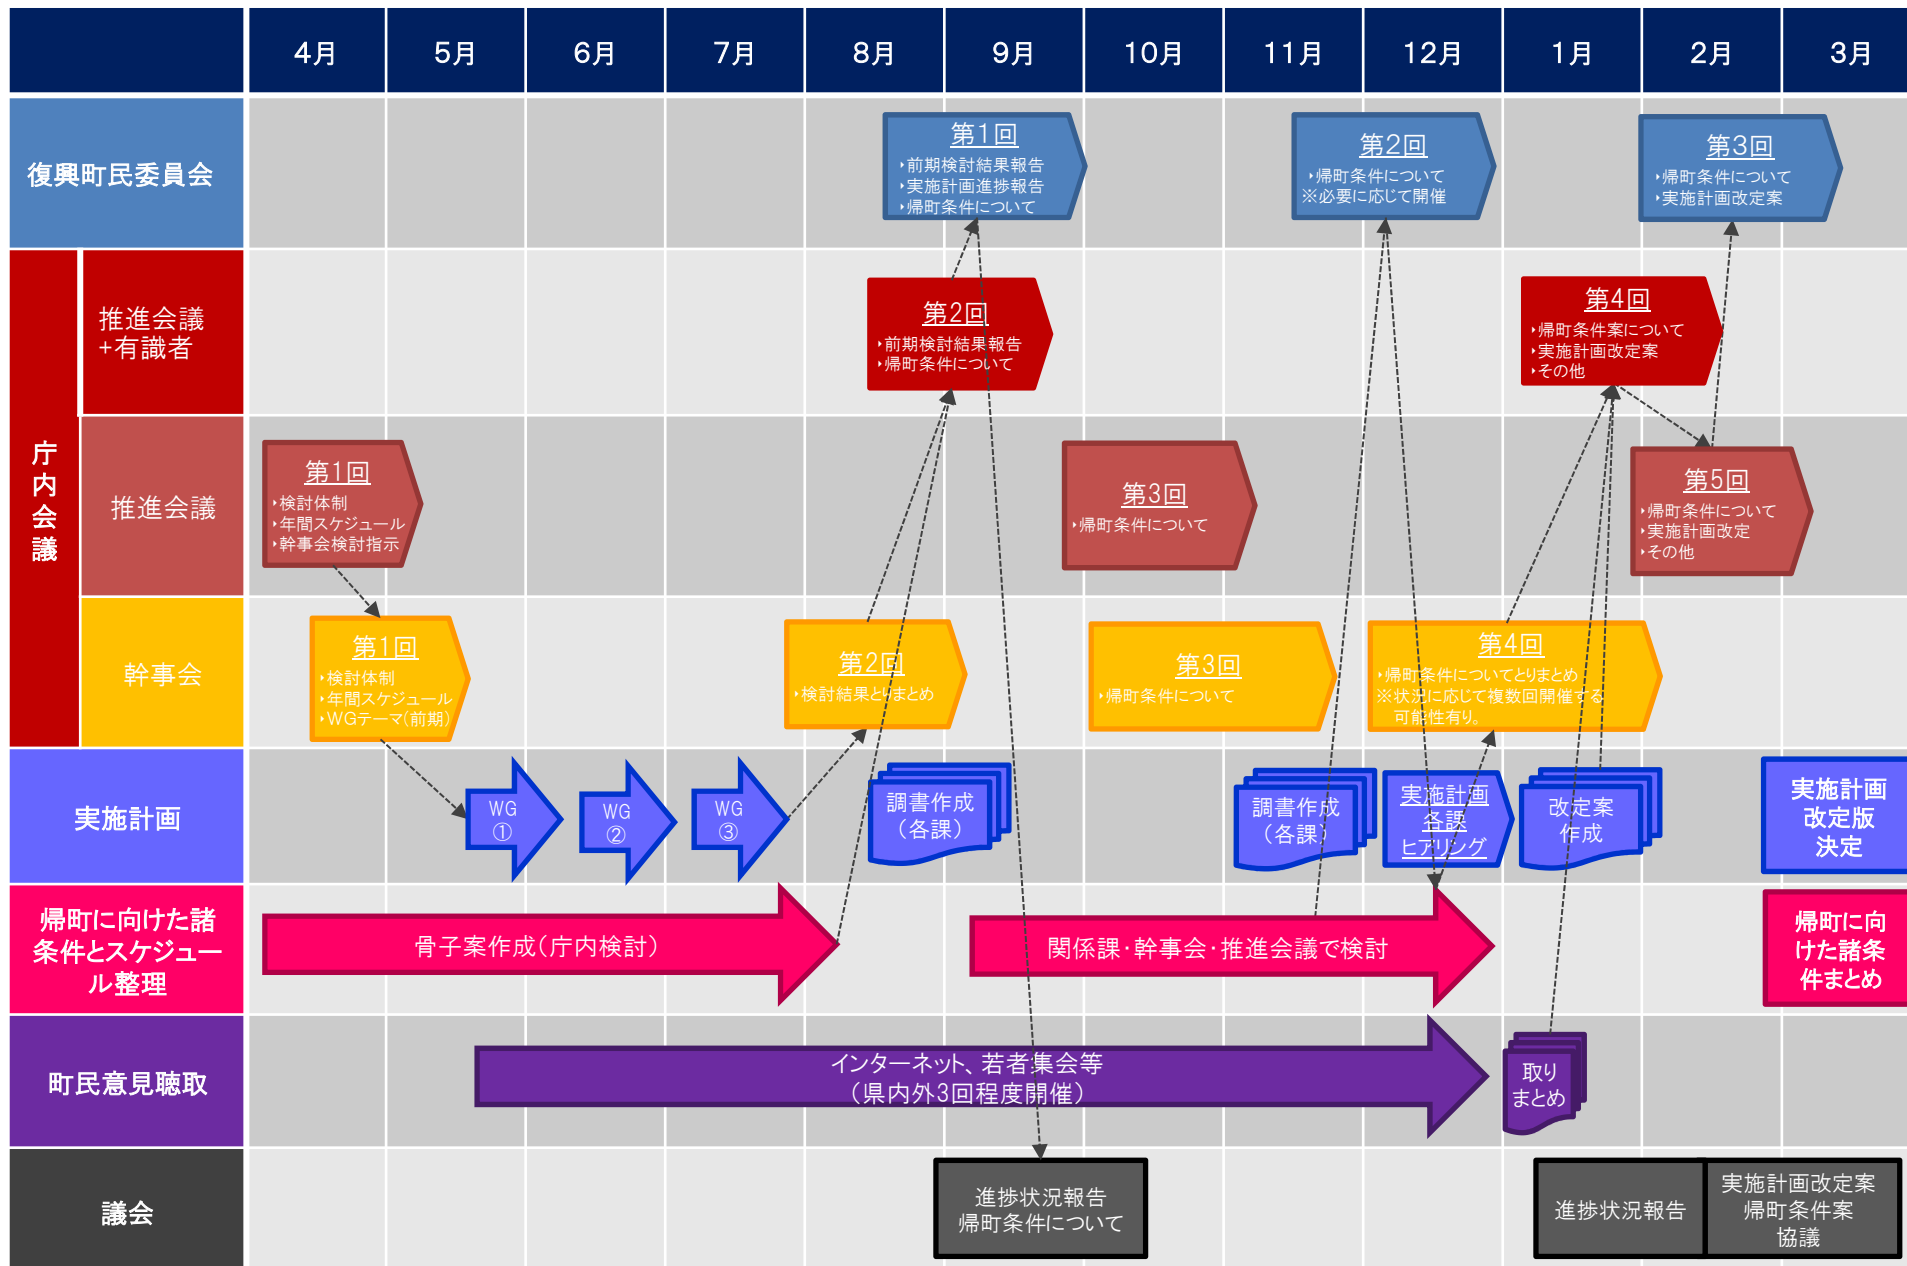 4月
5月
6月
7月
8月
9月
10月
11月
12月
1月
2月
3月
復興町民委員会
第1回
・前期検討結果報告
・実施計画進捗報告
・帰町条件について
第2回
・帰町条件について
※必要に応じて開催
第3回
・帰町条件について
・実施計画改定案
庁内会議
推進会議
+有識者
第2回
・前期検討結果報告
・帰町条件について
第4回
・帰町条件案について
・実施計画改定案
・その他
推進会議
第1回
・検討体制
・年間スケジュール
・幹事会検討指示
第3回
・帰町条件について
第5回
・帰町条件について
・実施計画改定
・その他
幹事会
第1回
・検討体制
・年間スケジュール
・WGテーマ(前期)
第2回
・検討結果とりまとめ
第3回
・帰町条件について
第4回
・帰町条件についてとりまとめ
※状況に応じて複数回開催する
可能性有り。
実施計画
WG
①
WG
②
WG
③
調書作成
(各課)
調書作成
(各課)
実施計画
各課
ヒアリング
改定案
作成
実施計画
改定版
決定
帰町に向けた諸
条件とスケジュー
ル整理
骨子案作成(庁内検討)
関係課・幹事会・推進会議で検討
帰町に向
けた諸条
件まとめ
町民意見聴取
インターネット、若者集会等
(県内外3回程度開催)
取り
まとめ
議会
進捗状況報告
帰町条件について
進捗状況報告
実施計画改定案
帰町条件案
協議